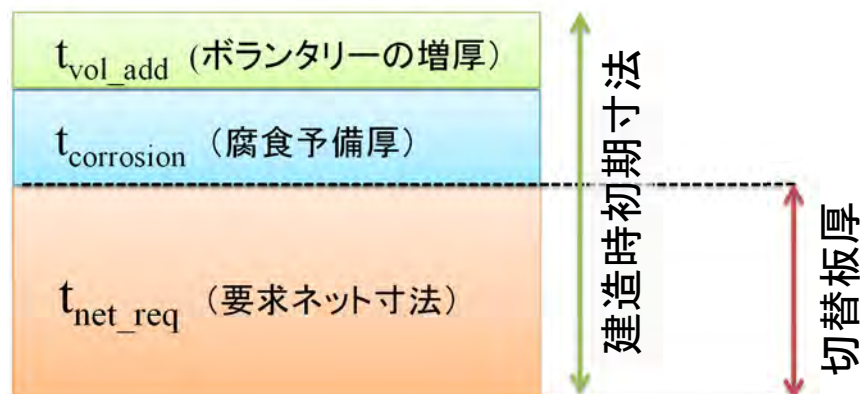 t_vol_add (ボランタリーの増厚)
t_corrosion (腐食予備厚)
t_net_req (要求ネット寸法)
建造時初期寸法
切替板厚